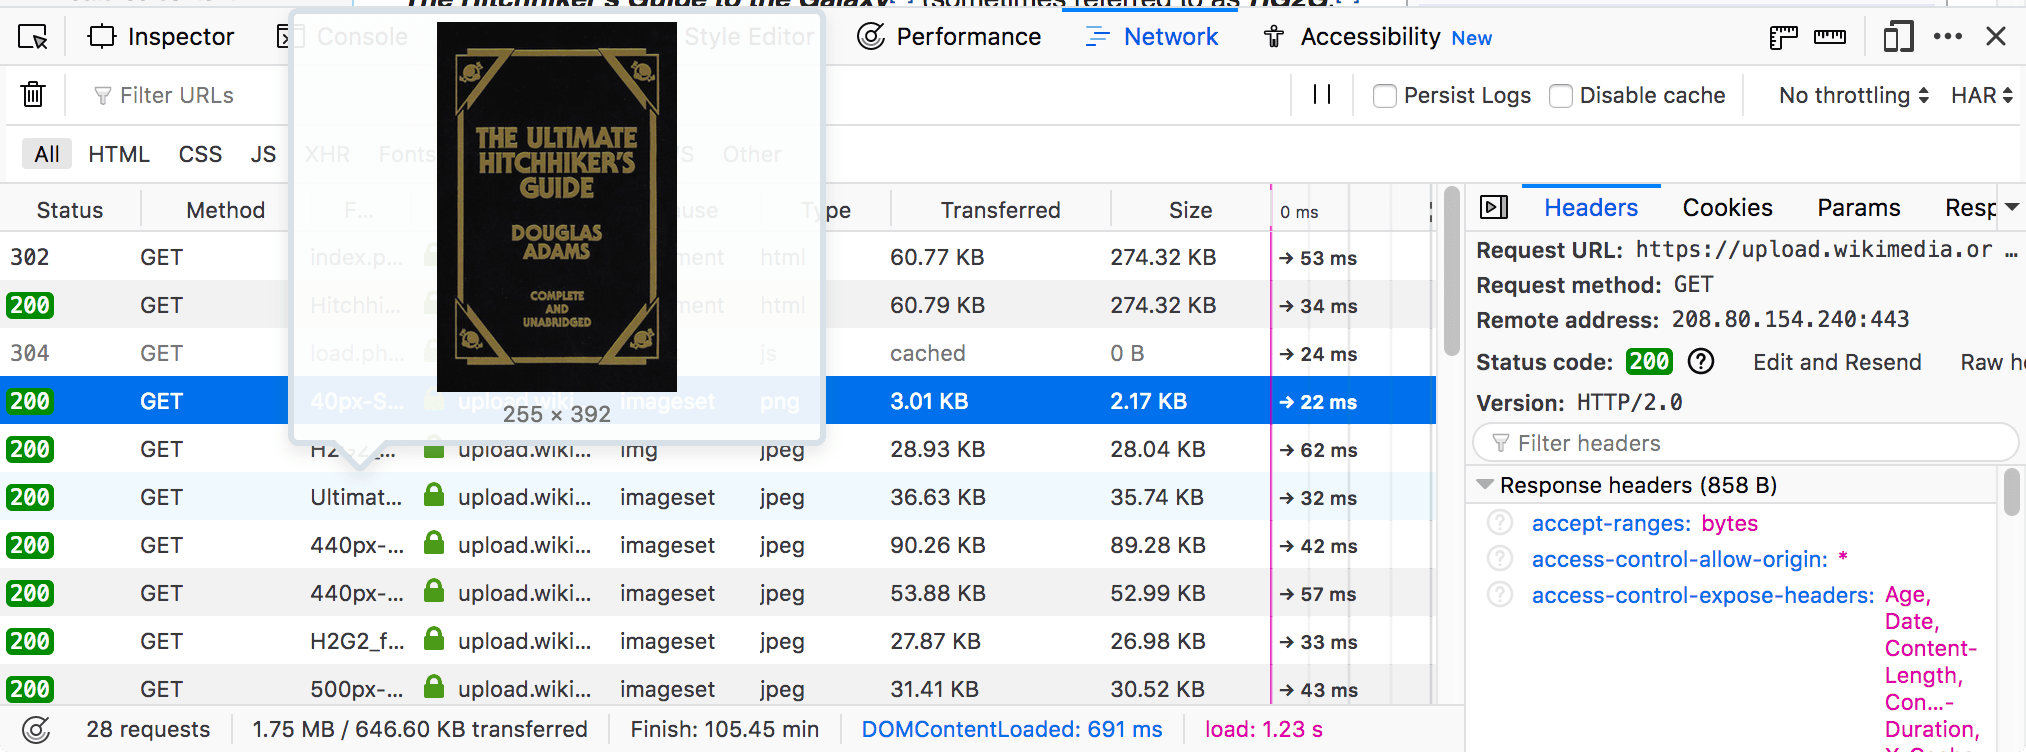 The Hitchhiker's Guide to the Galaxy (sometimes referred to as HG2G,
Inspector Console Style Editor Performance Network Accessibility New
Filter URLs Persist Logs Disable cache No throttling HAR
All HTML CSS JS XHR Fonts Other
THE ULTIMATE
HITCHHIKER'S
GUIDE
DOUGLAS
ADAMS
COMPLETE
AND
UNABRIDGED
255 × 392
Status Method F... Type Transferred Size 0 ms
302 GET index.p... html 60.77 KB 274.32 KB → 53 ms
200 GET Hitchhi... html 60.79 KB 274.32 KB → 34 ms
304 GET load.ph... js cached 0 B → 24 ms
200 GET 40px-S... upload.wiki... imageset png 3.01 KB 2.17 KB → 22 ms
200 GET H2G2_... upload.wiki... img jpeg 28.93 KB 28.04 KB → 62 ms
200 GET Ultimat... upload.wiki... imageset jpeg 36.63 KB 35.74 KB → 32 ms
200 GET 440px-... upload.wiki... imageset jpeg 90.26 KB 89.28 KB → 42 ms
200 GET 440px-... upload.wiki... imageset jpeg 53.88 KB 52.99 KB → 57 ms
200 GET H2G2_f... upload.wiki... imageset jpeg 27.87 KB 26.98 KB → 33 ms
200 GET 500px-... upload.wiki... imageset jpeg 31.41 KB 30.52 KB → 43 ms
28 requests 1.75 MB / 646.60 KB transferred Finish: 105.45 min DOMContentLoaded: 691 ms load: 1.23 s
Headers Cookies Params Resp
Request URL: https://upload.wikimedia.or ...
Request method: GET
Remote address: 208.80.154.240:443
Status code: 200 Edit and Resend Raw he
Version: HTTP/2.0
Filter headers
Response headers (858 B)
accept-ranges: bytes
access-control-allow-origin: *
access-control-expose-headers: Age,
Date,
Content-
Length,
Con...-
Duration,